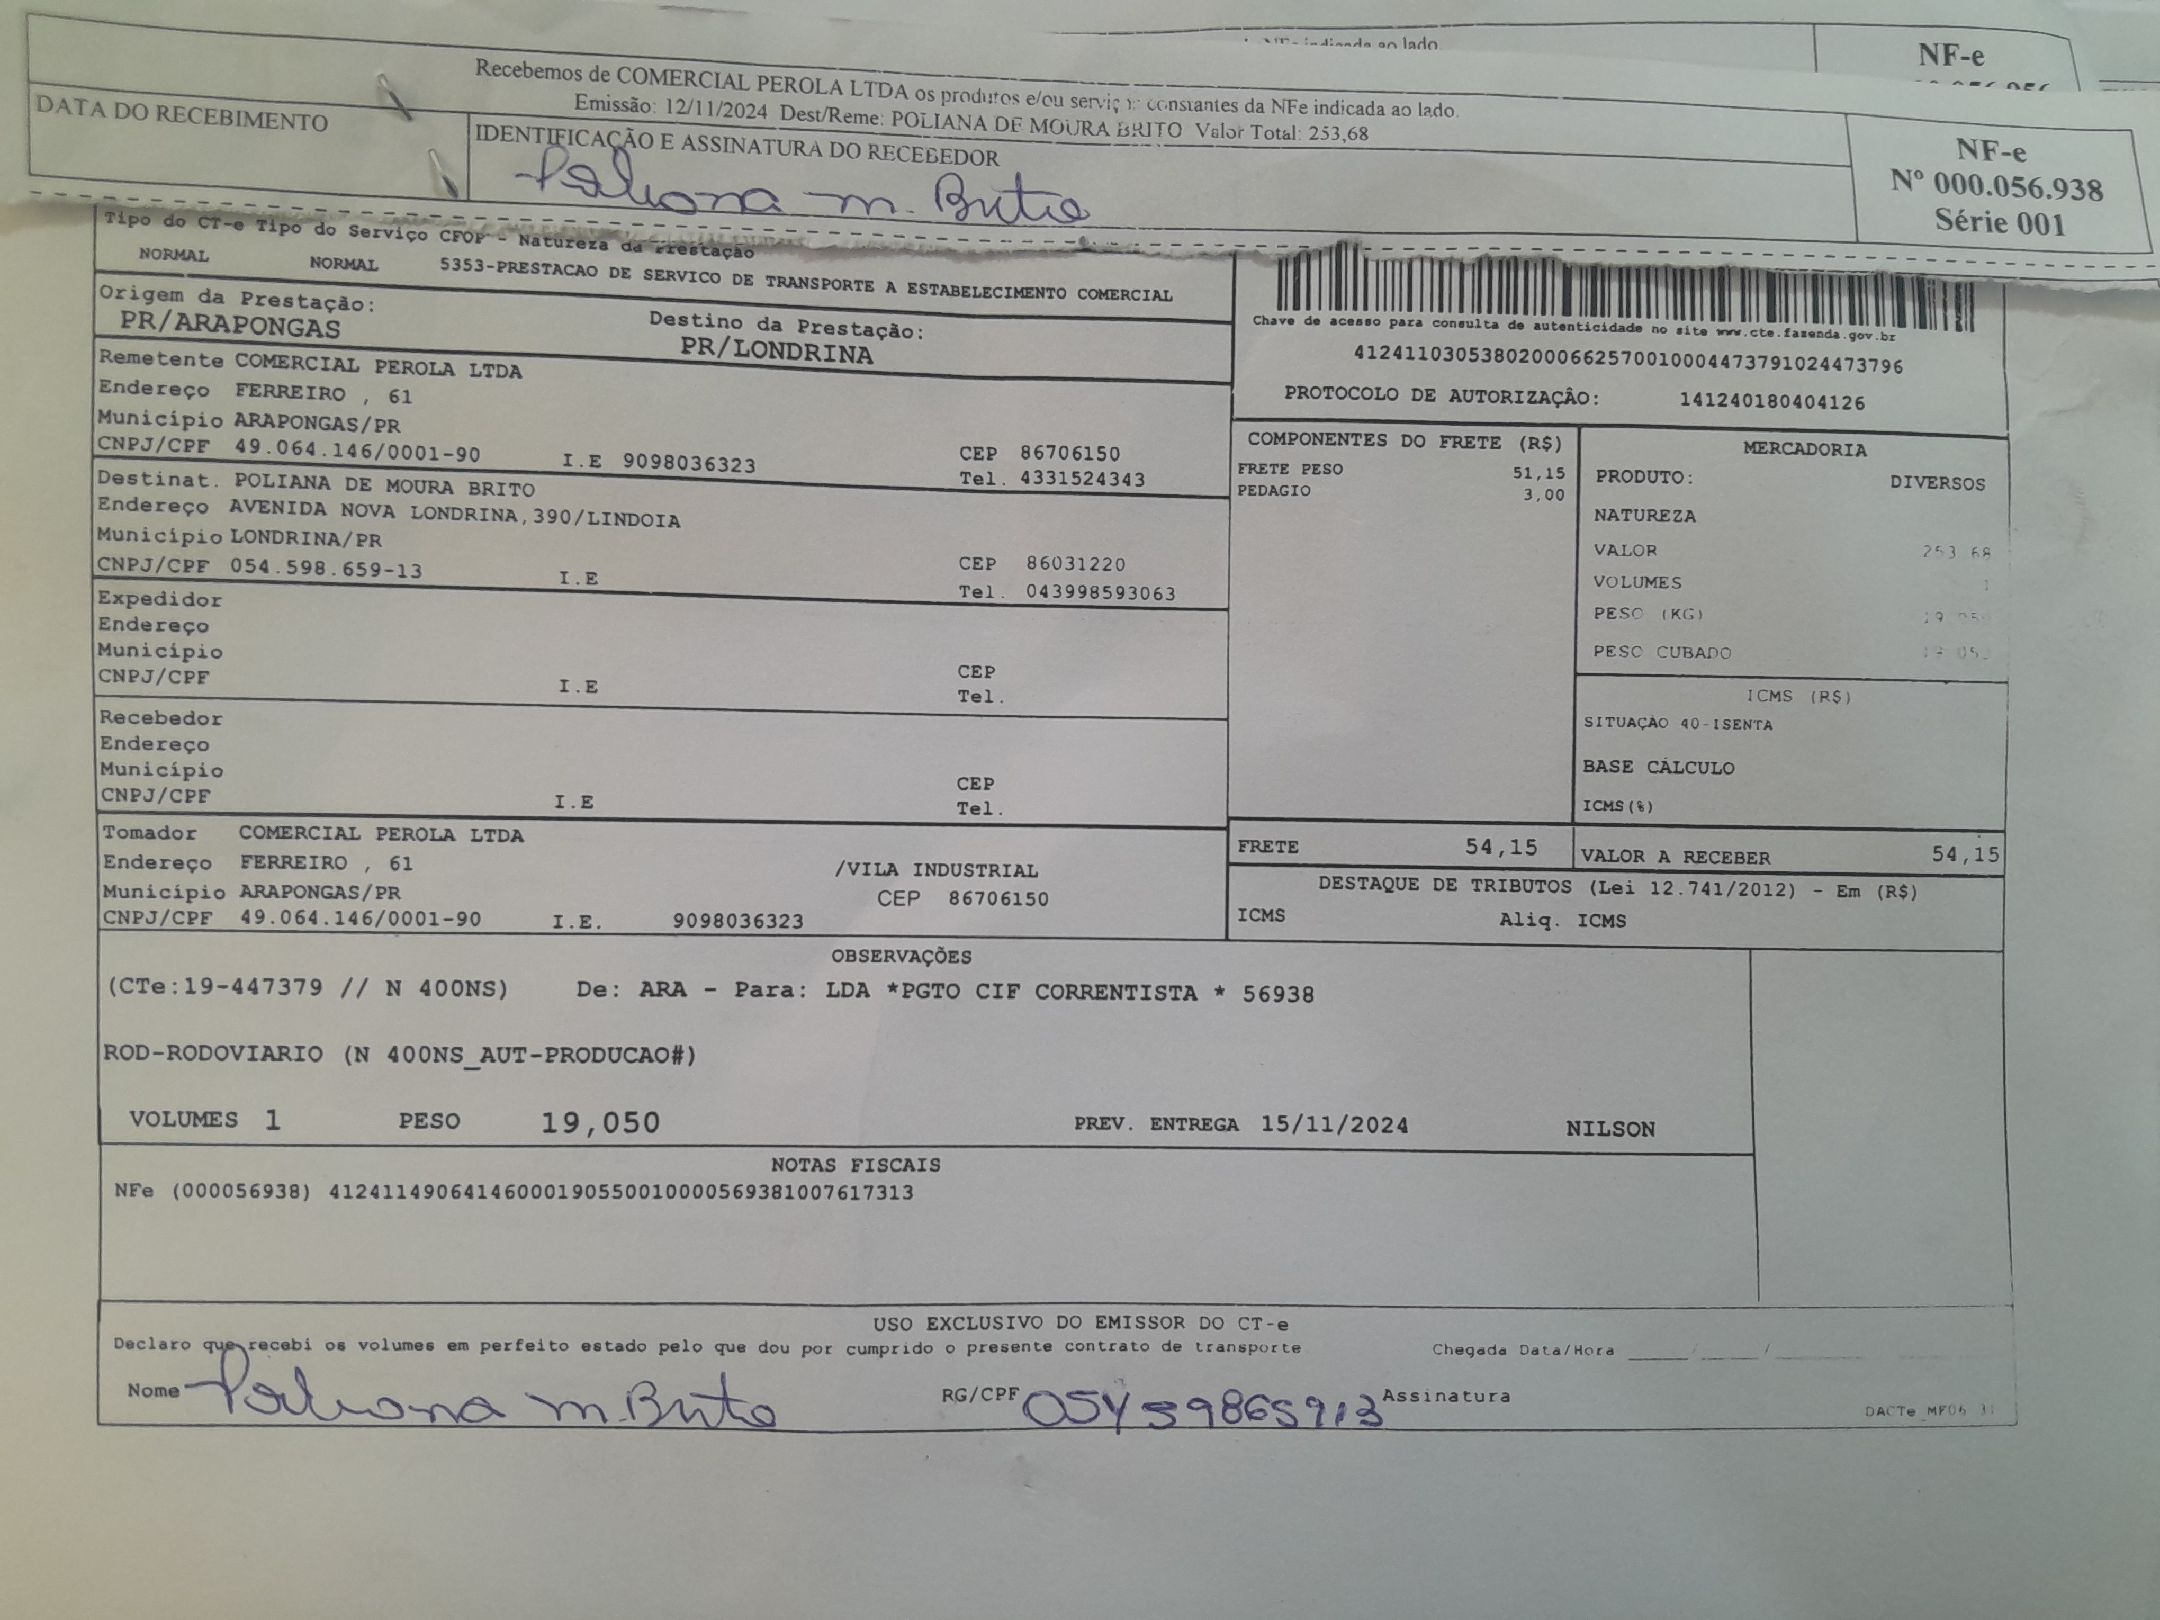 NF-e
Recebemos de COMERCIAL PEROLA LTDA os produtos e/ou constantes da NFe indicada ao lado.
Emissão: 12/11/2024 Dest/Reme: POLIANA DE MOURA BRITO Valor Total: 253,68
DATA DO RECEBIMENTO
IDENTIFICAÇÃO E ASSINATURA DO RECEBEDOR
Poliana M. Brito
NF-e
Nº 000.056.938
Série 001
Tipo do CT-e Tipo do Serviço CFOP - Natureza da Prestação
NORMAL NORMAL 5353-PRESTACAO DE SERVICO DE TRANSPORTE A ESTABELECIMENTO COMERCIAL
Origem da Prestação: Destino da Prestação:
PR/ARAPONGAS PR/LONDRINA
Chave de acesso para consulta de autenticidade no site www.cte.fazenda.gov.br
41241103053802000662570010004473791024473796
PROTOCOLO DE AUTORIZAÇÂO: 141240180404126
Remetente COMERCIAL PEROLA LTDA
Endereço FERREIRO , 61
Município ARAPONGAS/PR CEP 86706150
CNPJ/CPF 49.064.146/0001-90 I.E 9098036323 Tel. 4331524343
Destinat. POLIANA DE MOURA BRITO
Endereço AVENIDA NOVA LONDRINA,390/LINDOIA
Município LONDRINA/PR CEP 86031220
CNPJ/CPF 054.598.659-13 I.E Tel. 043998593063
Expedidor
Endereço
Município CEP
CNPJ/CPF I.E Tel.
Recebedor
Endereço
Município CEP
CNPJ/CPF I.E Tel.
Tomador COMERCIAL PEROLA LTDA
Endereço FERREIRO , 61 /VILA INDUSTRIAL
Município ARAPONGAS/PR CEP 86706150
CNPJ/CPF 49.064.146/0001-90 I.E. 9098036323
COMPONENTES DO FRETE (R$)
FRETE PESO 51,15
PEDAGIO 3,00
MERCADORIA
PRODUTO: DIVERSOS
NATUREZA
VALOR 253 68
VOLUMES 1
PESO (KG)
PESO CUBADO
ICMS (R$)
SITUAÇÃO 40-ISENTA
BASE CÁLCULO
ICMS(%)
FRETE 54,15 VALOR A RECEBER 54,15
DESTAQUE DE TRIBUTOS (Lei 12.741/2012) - Em (R$)
ICMS Aliq. ICMS
OBSERVAÇÕES
(CTe:19-447379 // N 400NS) De: ARA - Para: LDA *PGTO CIF CORRENTISTA * 56938
ROD-RODOVIARIO (N 400NS_AUT-PRODUCAO#)
VOLUMES 1 PESO 19,050 PREV. ENTREGA 15/11/2024 NILSON
NOTAS FISCAIS
NFe (000056938) 41241149064146000190550010000569381007617313
USO EXCLUSIVO DO EMISSOR DO CT-e
Declaro que recebi os volumes em perfeito estado pelo que dou por cumprido o presente contrato de transporte Chegada Data/Hora ____/____/________
Nome Poliana M. Brito RG/CPF Assinatura
DACTe